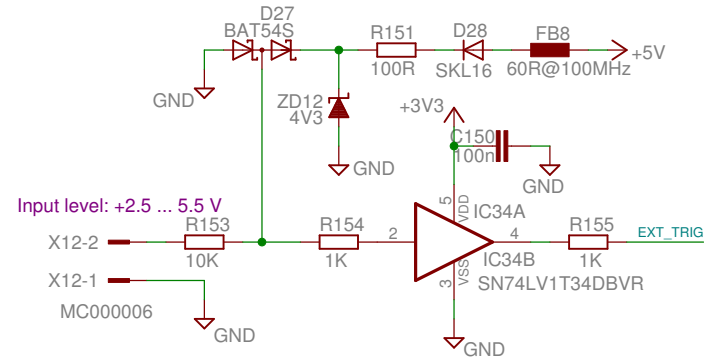 D27
BAT54S
R151
D28
FB8
+5V
100R
SKL16
60R@100MHz
GND
ZD12
4V3
+3V3
C150
100n
GND
GND
Input level: +2.5 ... 5.5 V
X12-2
R153
10K
R154
1K
2
5
VDD
IC34A
4
IC34B
R155
1K
EXT_TRIG
X12-1
3
VSS
SN74LV1T34DBVR
MC000006
GND
GND